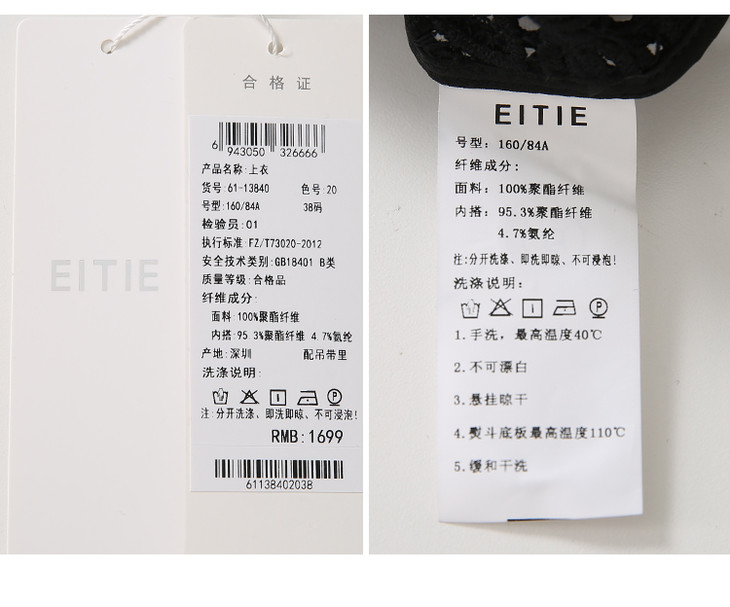 EITIE
合格证
6 943050 326666
产品名称:上衣
货号:61-13840 色号:20
号型:160/84A 38码
检验员:01
执行标准:FZ/T73020-2012
安全技术类别:GB18401 B类
质量等级:合格品
纤维成分:
面料:100%聚酯纤维
内搭:95.3%聚酯纤维 4.7%氨纶
产地:深圳 配吊带里
洗涤说明:
注:分开洗涤、即洗即晾、不可浸泡!
RMB:1699
61138402038
EITIE
号型: 160/84A
纤维成分:
面料: 100%聚酯纤维
内搭: 95.3%聚酯纤维
4.7%氨纶
注:分开洗涤、即洗即晾、不可浸泡!
洗涤说明:
1.手洗，最高温度40℃
2.不可漂白
3.悬挂晾干
4.熨斗底板最高温度110℃
5.缓和干洗